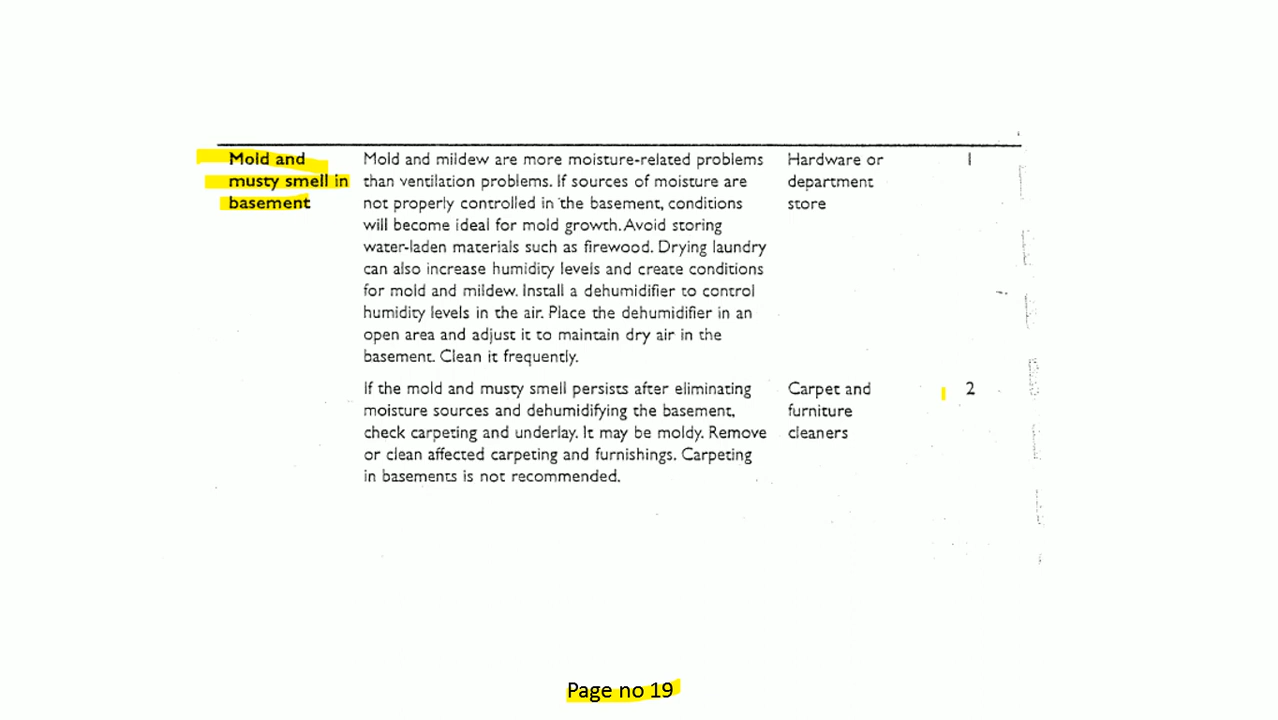 Mold and
musty smell in
basement
Mold and mildew are more moisture-related problems
than ventilation problems. If sources of moisture are
not properly controlled in the basement, conditions
will become ideal for mold growth. Avoid storing
water-laden materials such as firewood. Drying laundry
can also increase humidity levels and create conditions
for mold and mildew. Install a dehumidifier to control
humidity levels in the air. Place the dehumidifier in an
open area and adjust it to maintain dry air in the
basement. Clean it frequently.
Hardware or
department
store
1
If the mold and musty smell persists after eliminating
moisture sources and dehumidifying the basement,
check carpeting and underlay. It may be moldy. Remove
or clean affected carpeting and furnishings. Carpeting
in basements is not recommended.
Carpet and
furniture
cleaners
2
Page no 19